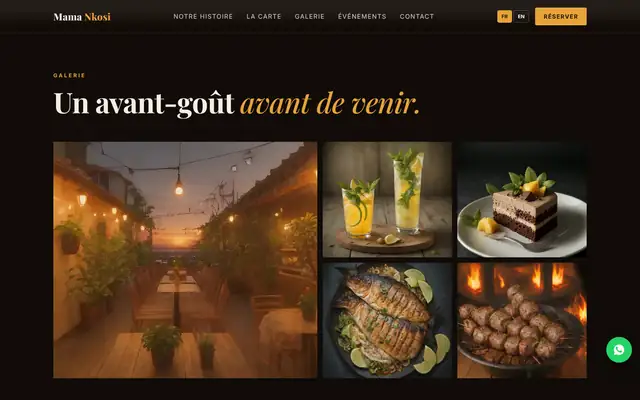 Mama Nkosi
NOTRE HISTOIRE LA CARTE GALERIE ÉVÉNEMENTS CONTACT
FR EN
RÉSERVER
GALERIE
Un avant-goût avant de venir.